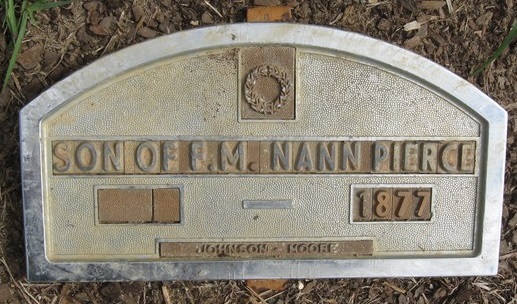 SON OF F.M. NANN PIERCE
— 1877
JOHNSON - MOORE